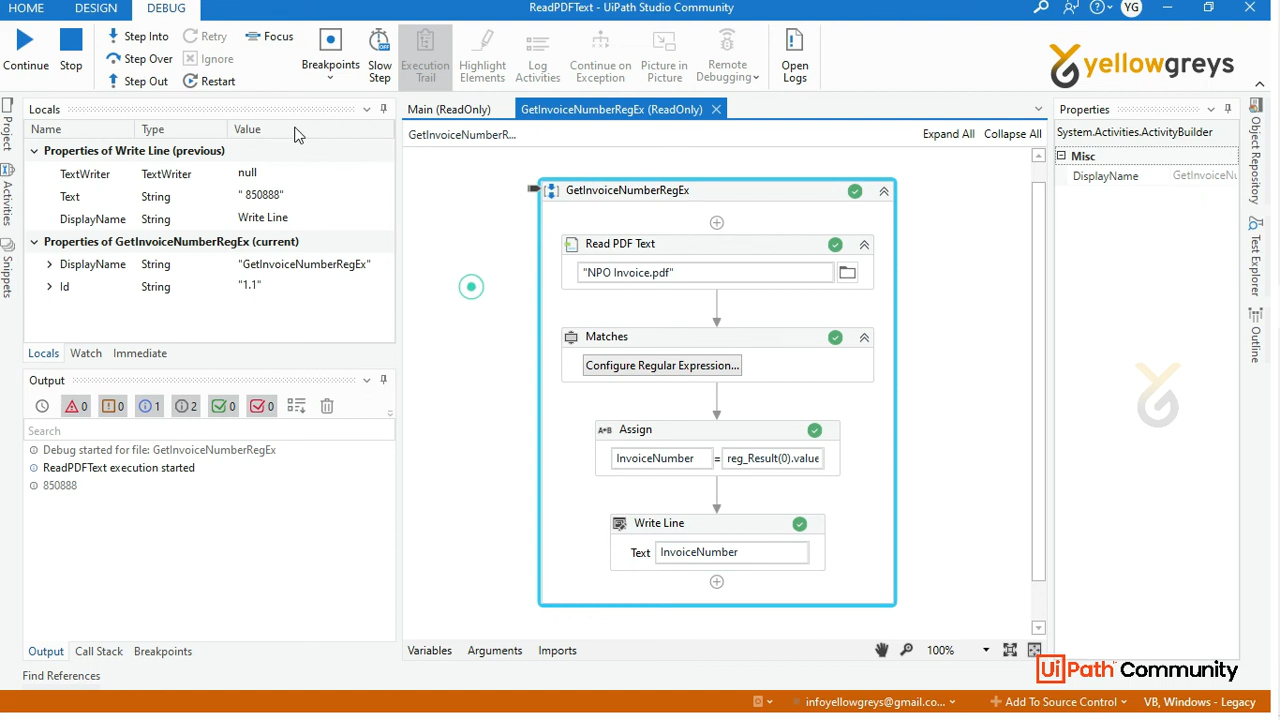 HOME DESIGN DEBUG
ReadPDFText - UiPath Studio Community
YG
Continue
Stop
Step Into
Step Over
Step Out
Retry
Ignore
Restart
Focus
Breakpoints
Slow Step
Execution Trail
Highlight Elements
Log Activities
Continue on Exception
Picture in Picture
Remote Debugging
Open Logs
yellowgreys
Locals
Name Type Value
Properties of Write Line (previous)
TextWriter TextWriter null
Text String " 850888"
DisplayName String Write Line
Properties of GetInvoiceNumberRegEx (current)
DisplayName String "GetInvoiceNumberRegEx"
Id String "1.1"
Locals Watch Immediate
Output
0 0 1 2 0 0
Search
Debug started for file: GetInvoiceNumberRegEx
ReadPDFText execution started
850888
Output Call Stack Breakpoints
Find References
Project
Activities
Snippets
Main (ReadOnly)
GetInvoiceNumberRegEx (ReadOnly)
GetInvoiceNumberR...
Expand All Collapse All
GetInvoiceNumberRegEx
Read PDF Text
"NPO Invoice.pdf"
Matches
Configure Regular Expression...
A+B Assign
InvoiceNumber = reg_Result(0).value
Write Line
Text InvoiceNumber
Variables Arguments Imports
100%
Properties
System.Activities.ActivityBuilder
Misc
DisplayName GetInvoiceNu
Object Repository
Test Explorer
Outline
UiPath Community
infoyellowgreys@gmail.co...
Add To Source Control
VB, Windows - Legacy